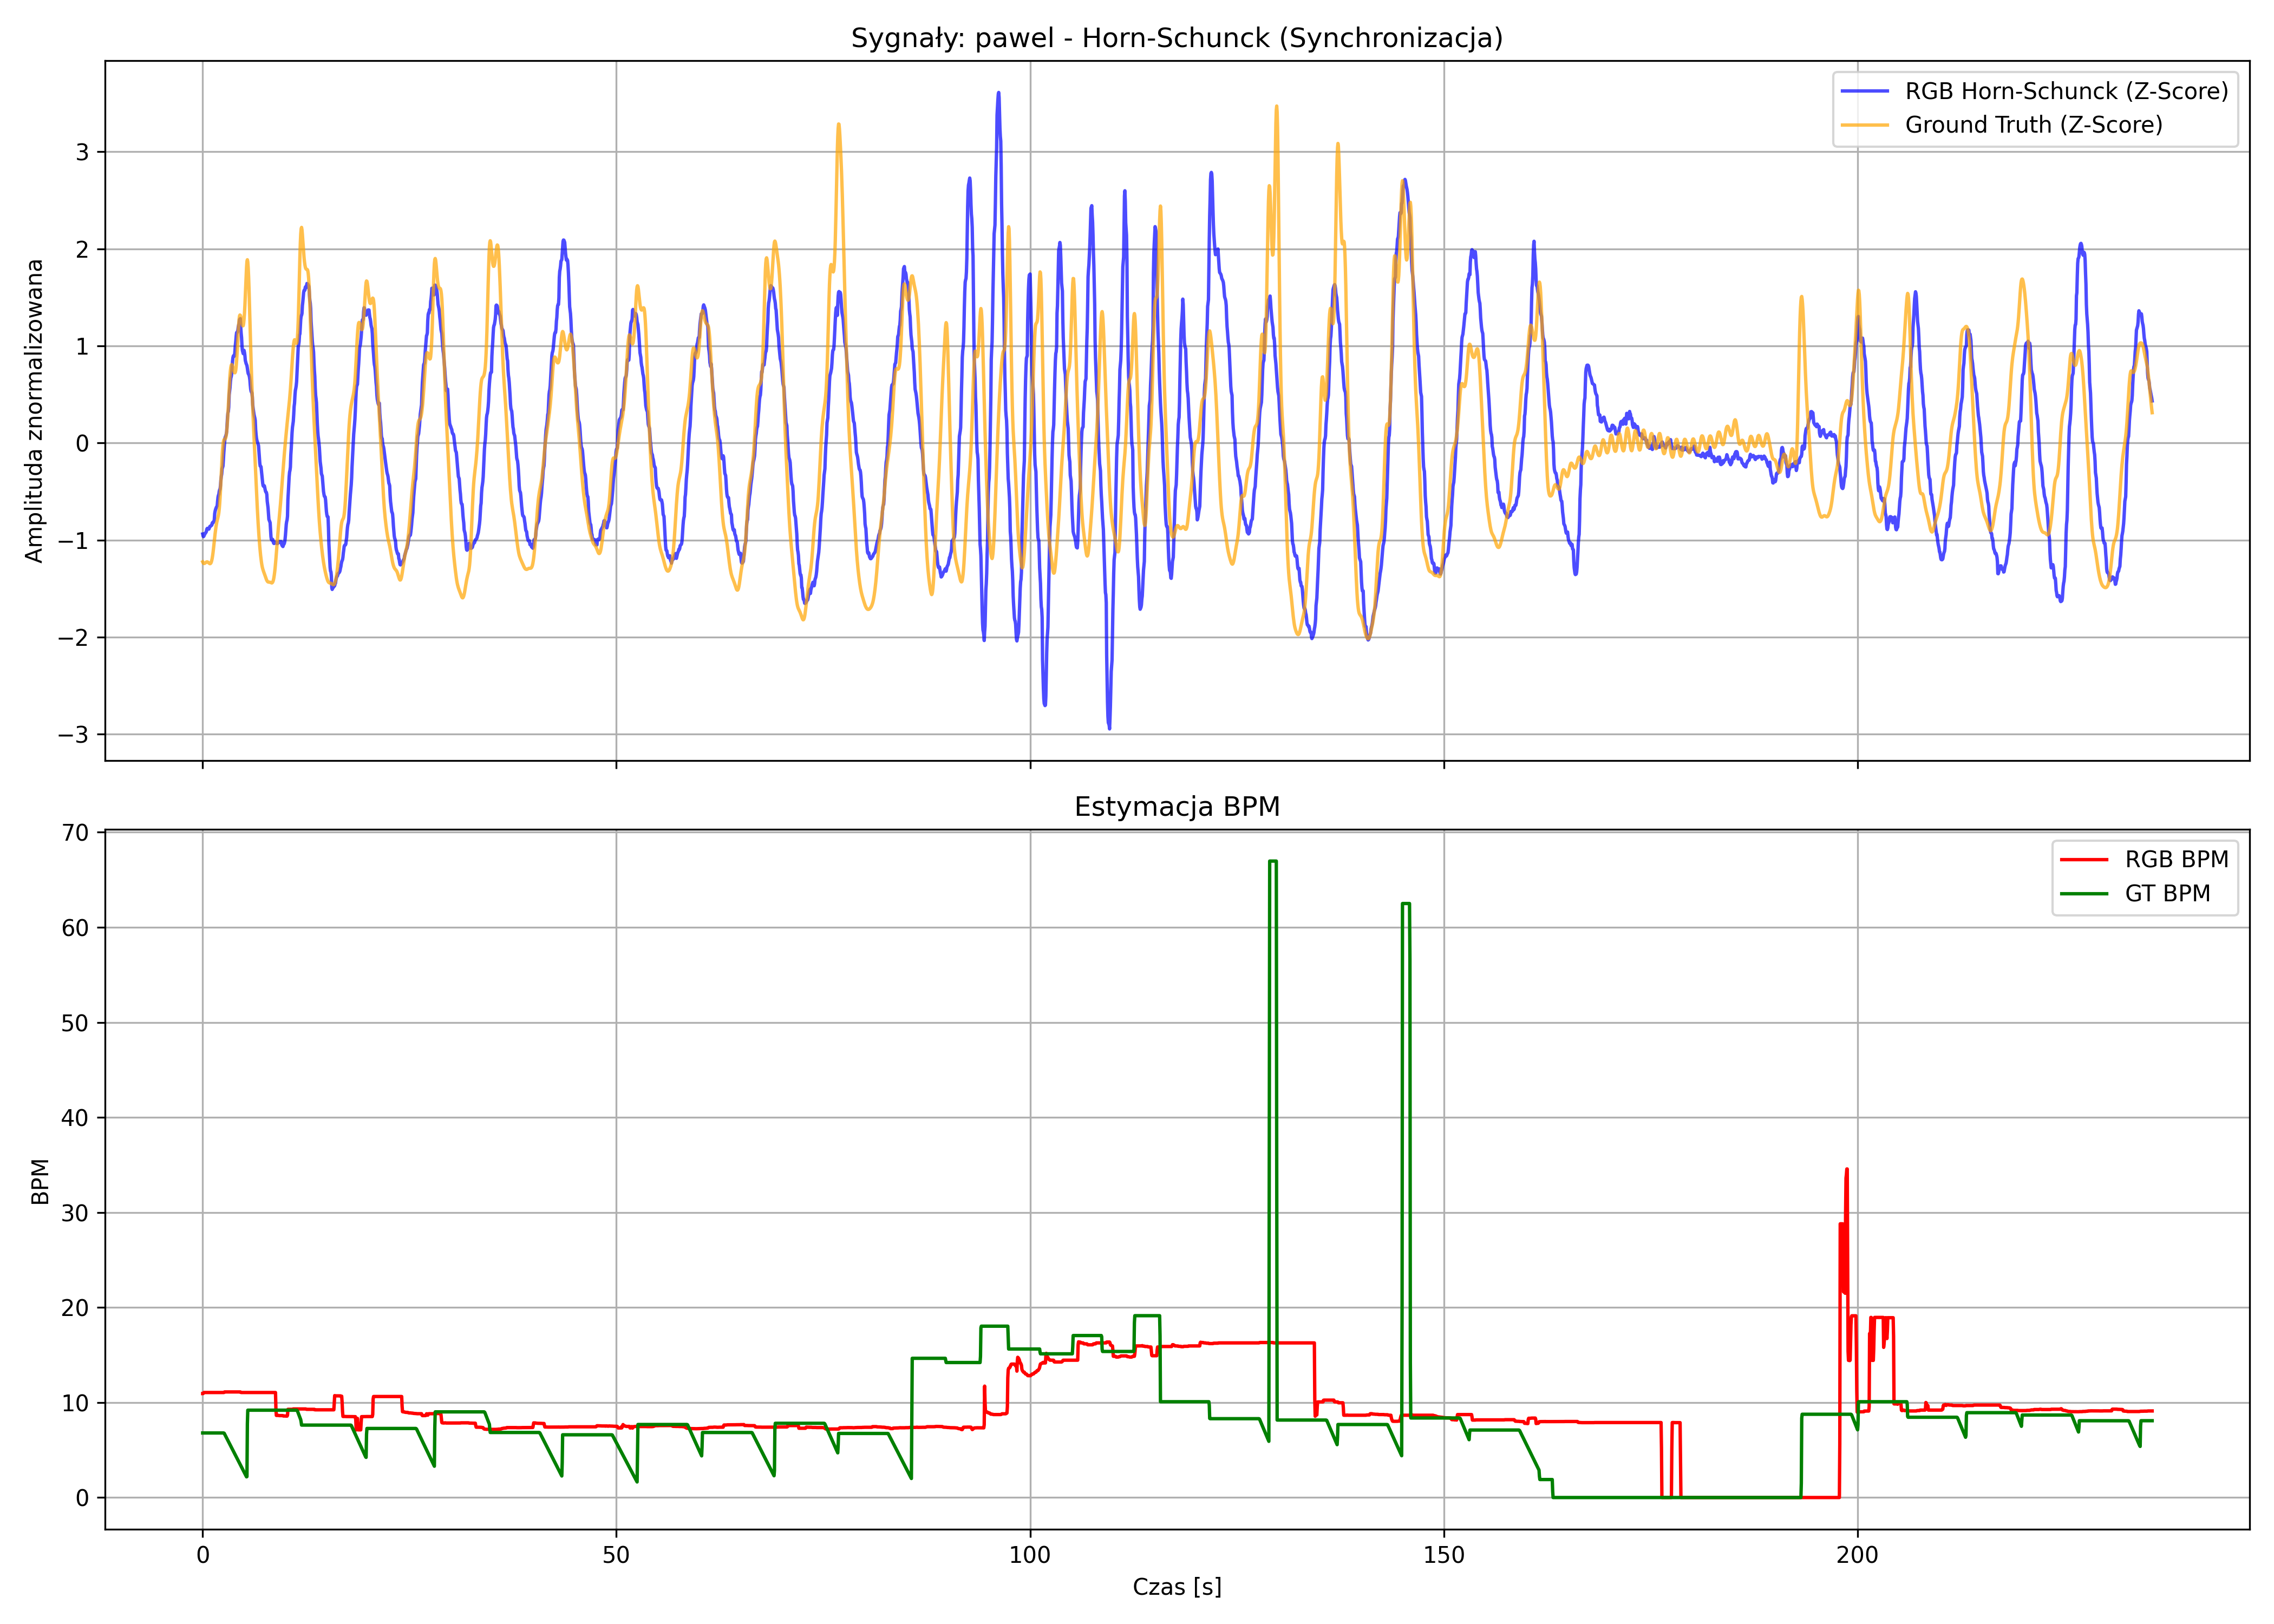 Sygnały: pawel - Horn-Schunck (Synchronizacja)
RGB Horn-Schunck (Z-Score)
Ground Truth (Z-Score)
Amplituda znormalizowana
3
2
1
0
−1
−2
−3
Estymacja BPM
RGB BPM
GT BPM
BPM
70
60
50
40
30
20
10
0
0 50 100 150 200
Czas [s]